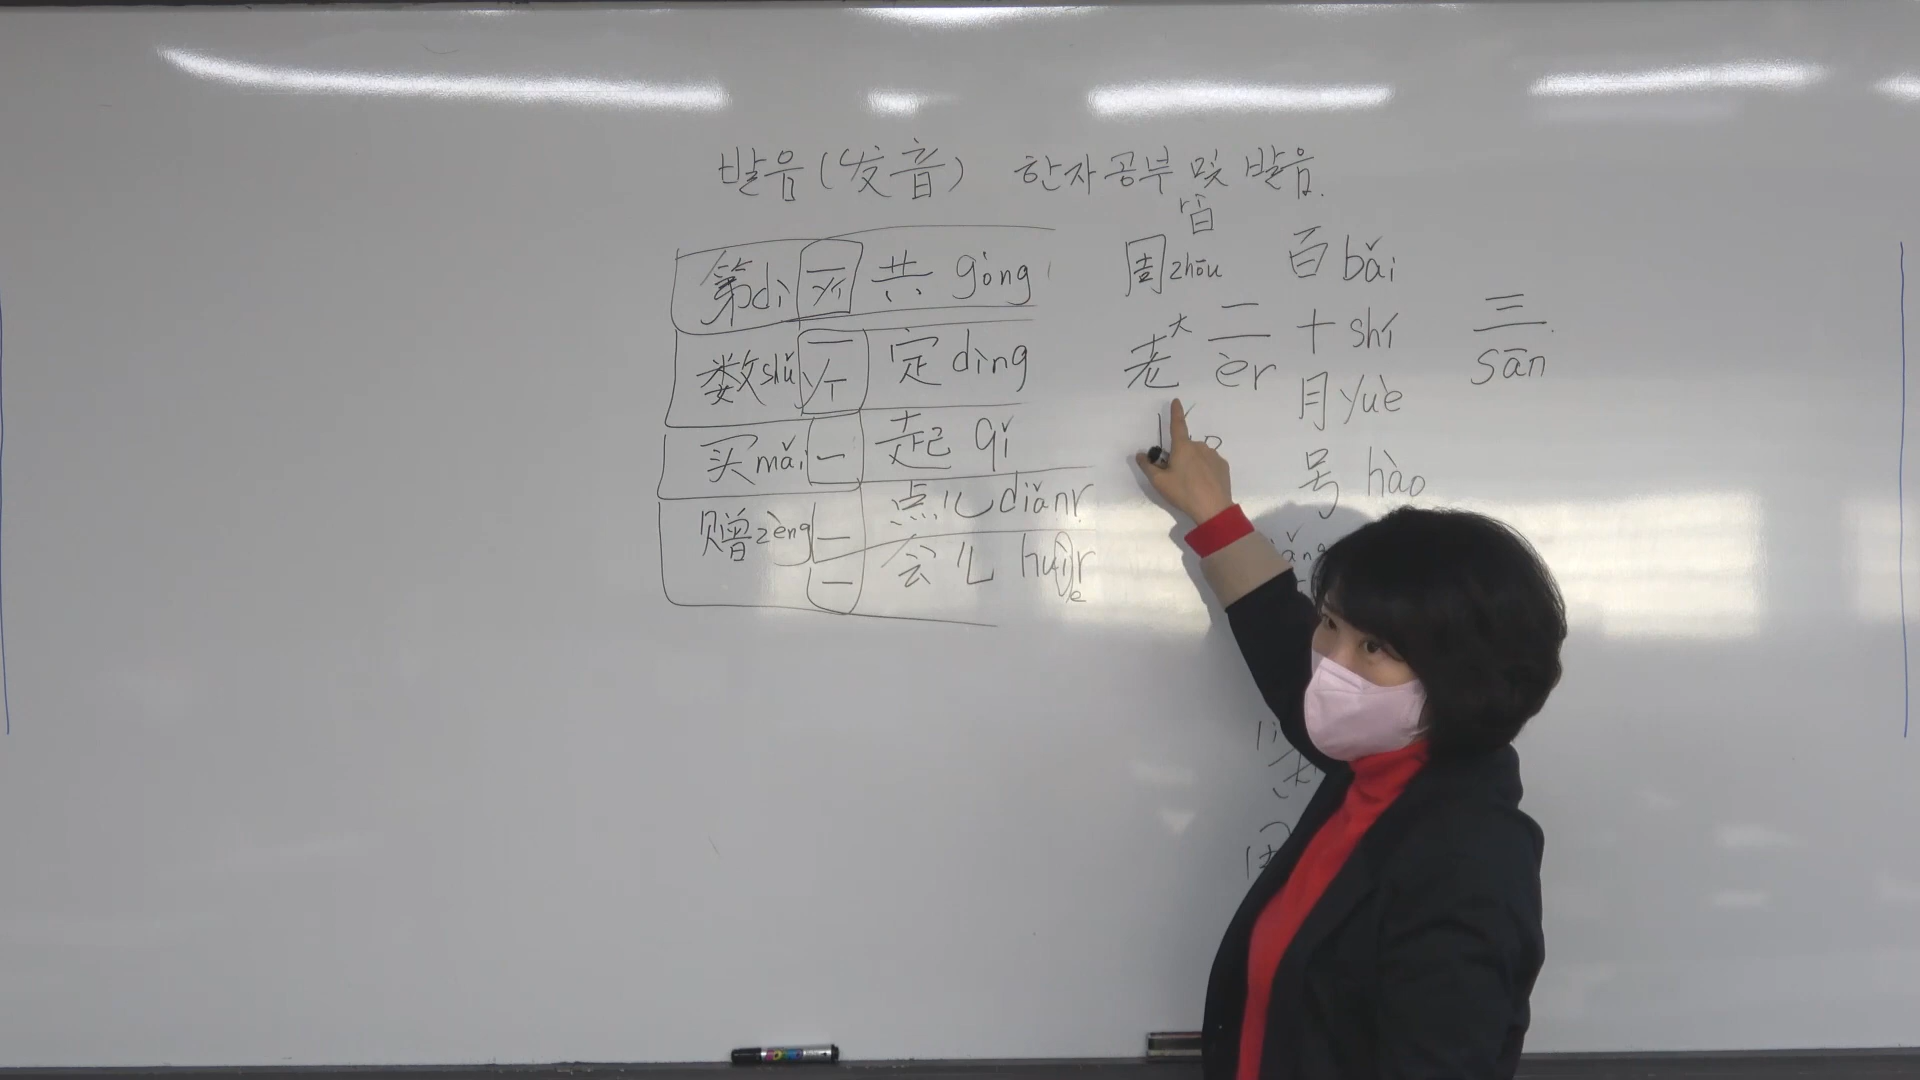 발음(发音) 한자공부 및 발음.
第dì 一 yī 共 gòng
数shǔ 一 yī 定 dìng
买mǎi 一 起 qǐ
赠zèng 一 点儿 diǎnr
一 会儿 huìr
e
周zhōu 百 bǎi
大
老 二 èr 十 shí 三 sān
月 yuè
号 hào